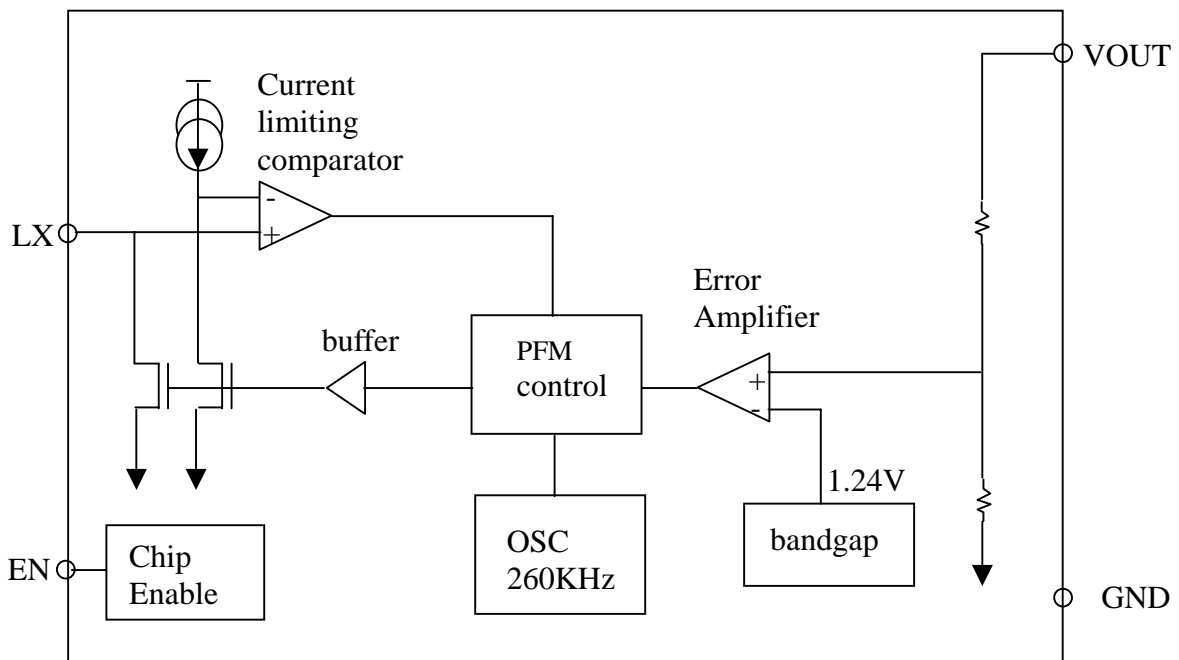 VOUT
Current
limiting
comparator
-
+
LX
Error
Amplifier
buffer
PFM
control
+
-
1.24V
OSC
260KHz
bandgap
Chip
Enable
EN
GND